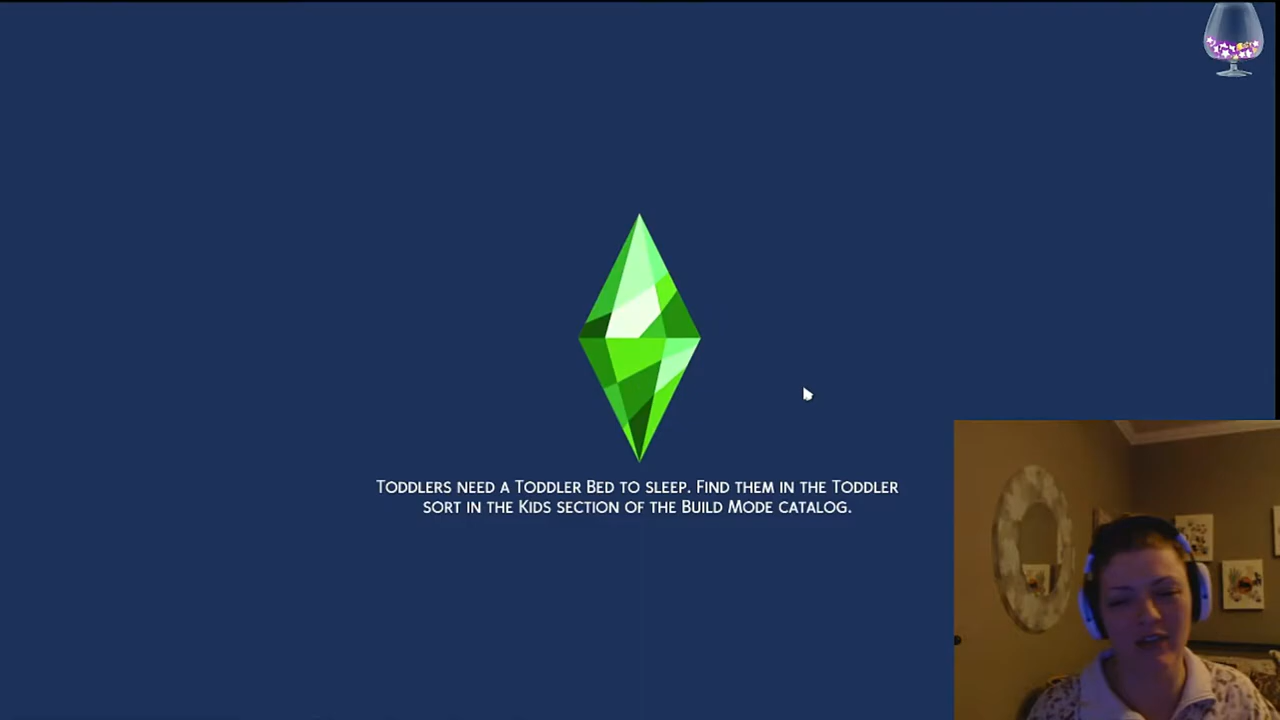 Toddlers need a Toddler Bed to sleep. Find them in the Toddler
sort in the Kids section of the Build Mode catalog.